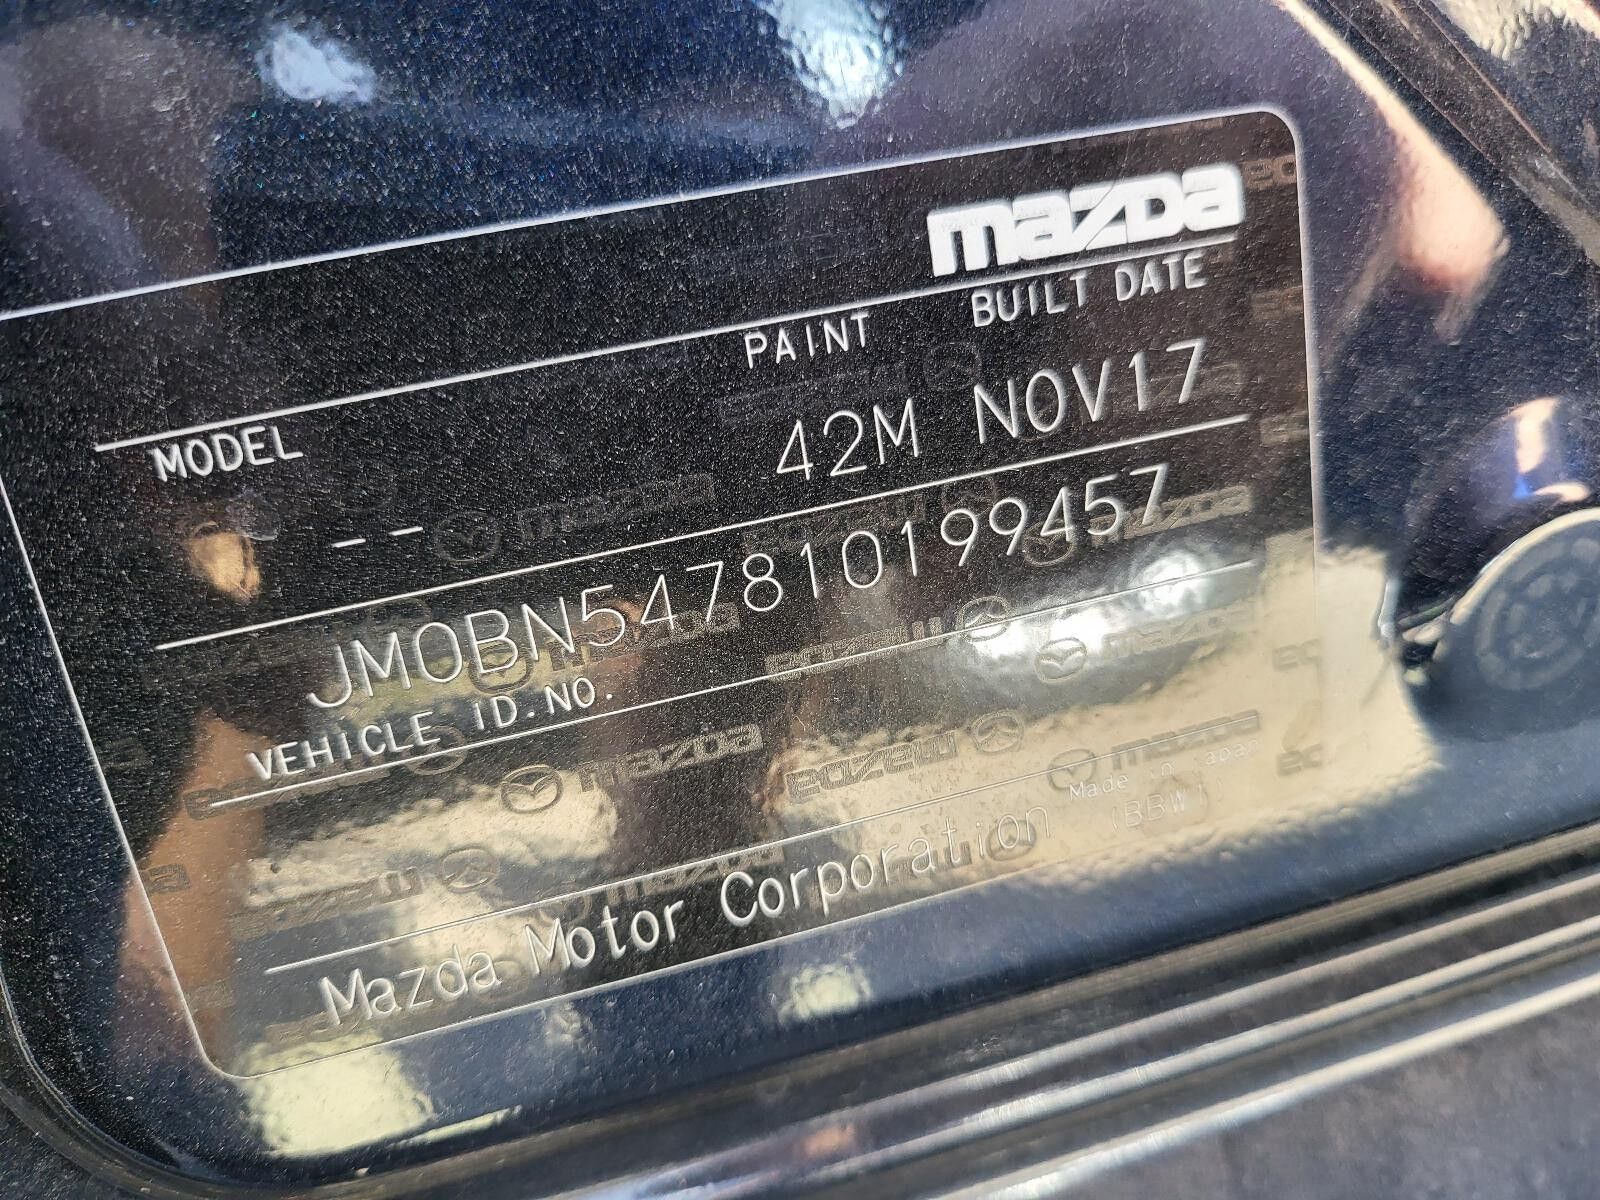 mazda
MODEL PAINT BUILT DATE
-- 42M NOV17
JM0BN547810199457
VEHICLE ID.NO.
Mazda Motor Corporation Made in Japan
(BBW1)